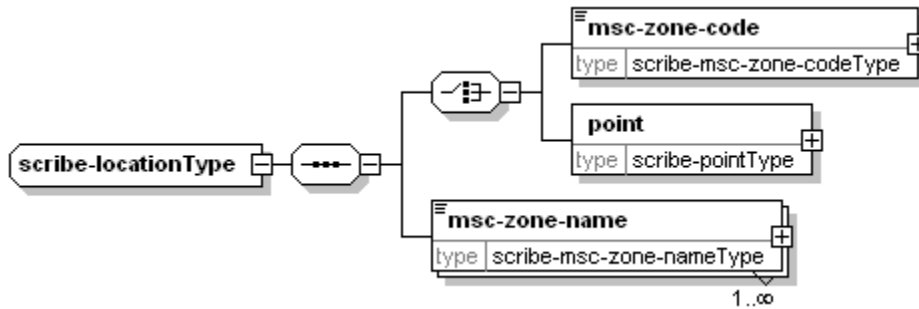 msc-zone-code
type scribe-msc-zone-codeType
point
type scribe-pointType
scribe-locationType
msc-zone-name
type scribe-msc-zone-nameType
1..∞